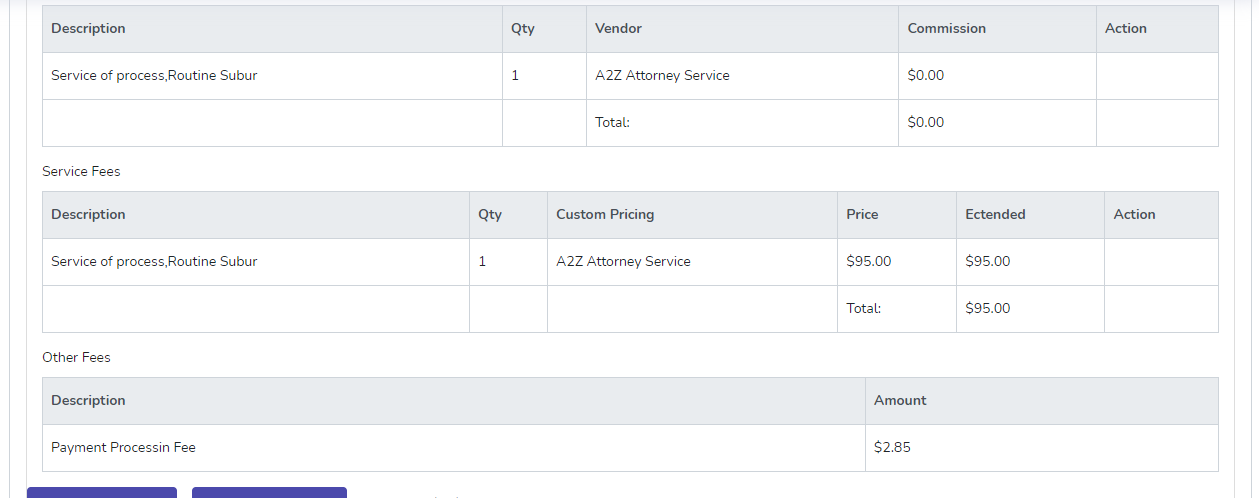 Description Qty Vendor Commission Action
Service of process,Routine Subur 1 A2Z Attorney Service $0.00
Total: $0.00
Service Fees
Description Qty Custom Pricing Price Ectended Action
Service of process,Routine Subur 1 A2Z Attorney Service $95.00 $95.00
Total: $95.00
Other Fees
Description Amount
Payment Processin Fee $2.85